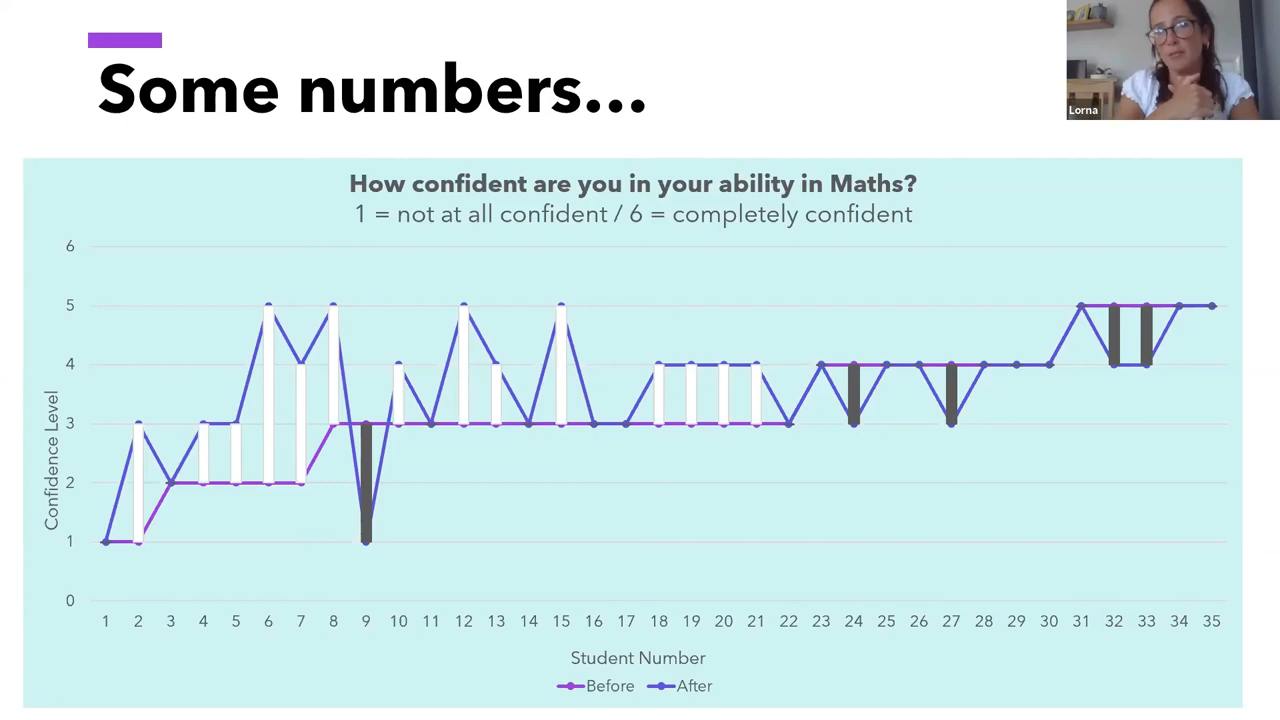 Some numbers...
Lorna
How confident are you in your ability in Maths?
1 = not at all confident / 6 = completely confident
Confidence Level
6
5
4
3
2
1
0
1 2 3 4 5 6 7 8 9 10 11 12 13 14 15 16 17 18 19 20 21 22 23 24 25 26 27 28 29 30 31 32 33 34 35
Student Number
Before After